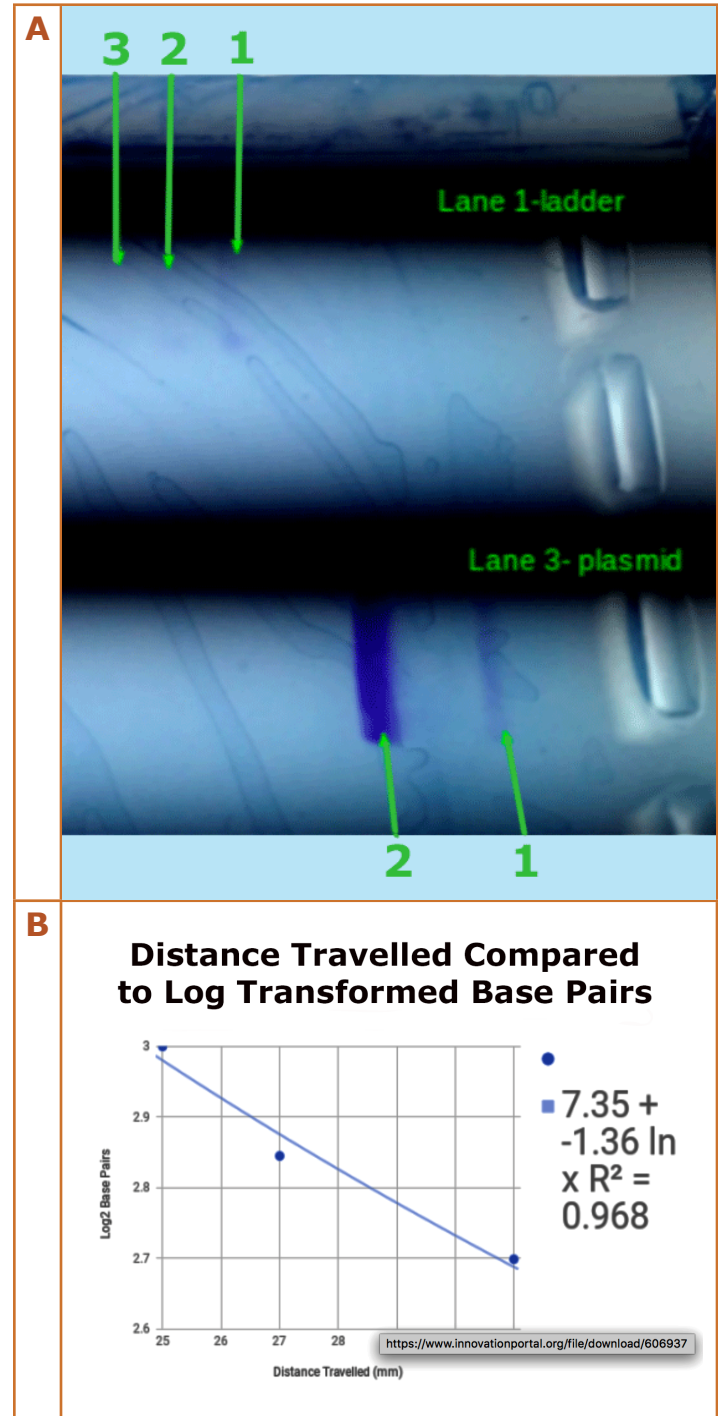 A
3 2 1
Lane 1-ladder
Lane 3- plasmid
2 1
B
Distance Travelled Compared
to Log Transformed Base Pairs
3
2.9
2.8
2.7
2.6
Log2 Base Pairs
25 26 27 28
Distance Travelled (mm)
7.35 +
-1.36 ln
x R² =
0.968
https://www.innovationportal.org/file/download/606937